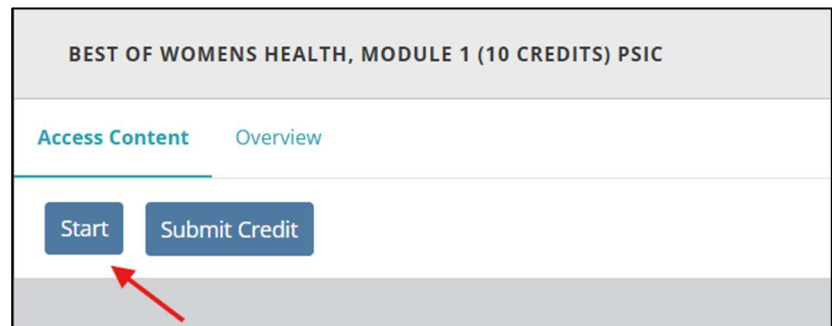 BEST OF WOMENS HEALTH, MODULE 1 (10 CREDITS) PSIC
Access Content Overview
Start Submit Credit